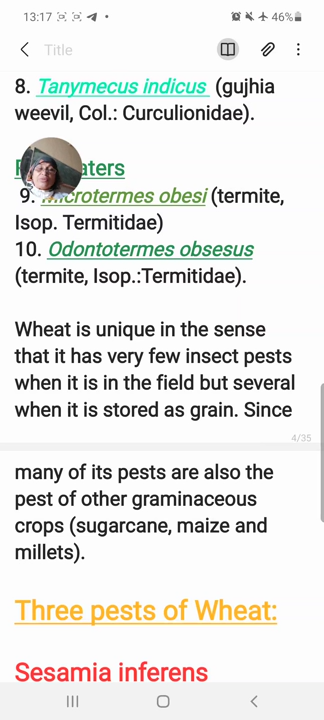 13:17
46%
Title
8. Tanymecus indicus (gujhia
weevil, Col.: Curculionidae).
aters
9. Microtermes obesi (termite,
Isop. Termitidae)
10. Odontotermes obsesus
(termite, Isop.:Termitidae).
Wheat is unique in the sense
that it has very few insect pests
when it is in the field but several
when it is stored as grain. Since
4/35
many of its pests are also the
pest of other graminaceous
crops (sugarcane, maize and
millets).
Three pests of Wheat:
Sesamia inferens